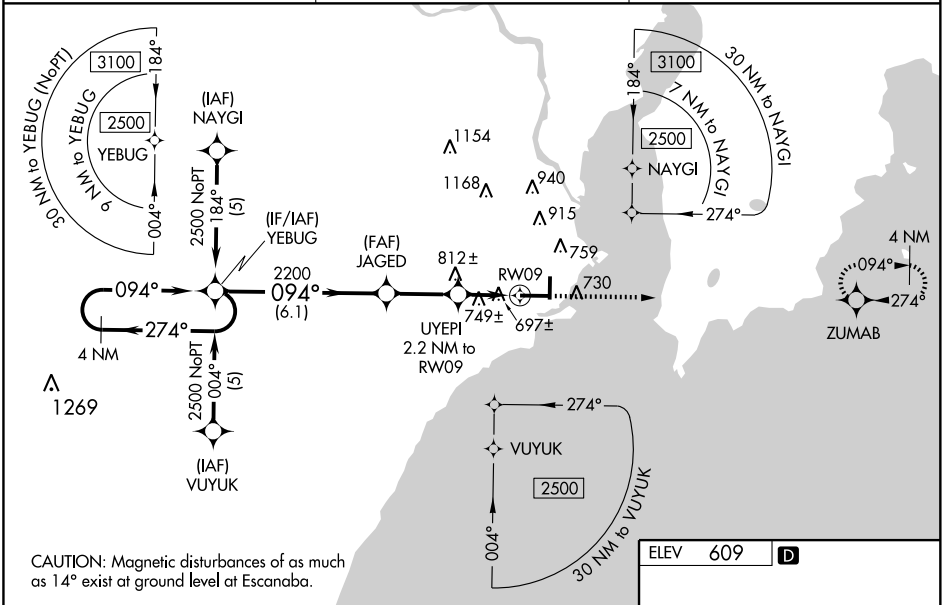 30 NM to YEBUG (NoPT)
3100
184°
9 NM to YEBUG
2500
YEBUG
004°
(IAF)
NAYGI
2500 NoPT
184°
(5)
(IF/IAF)
YEBUG
1154
1168
940
915
759
730
3100
184°
30 NM to NAYGI
7 NM to NAYGI
2500
NAYGI
274°
4 NM
094°
274°
ZUMAB
094°
274°
4 NM
2200
094°
(6.1)
(FAF)
JAGED
812±
RW09
UYEPI
2.2 NM to
RW09
749±
697±
1269
2500 NoPT
004°
(5)
(IAF)
VUYUK
274°
VUYUK
2500
004°
30 NM to VUYUK
CAUTION: Magnetic disturbances of as much
as 14° exist at ground level at Escanaba.
ELEV 609 D